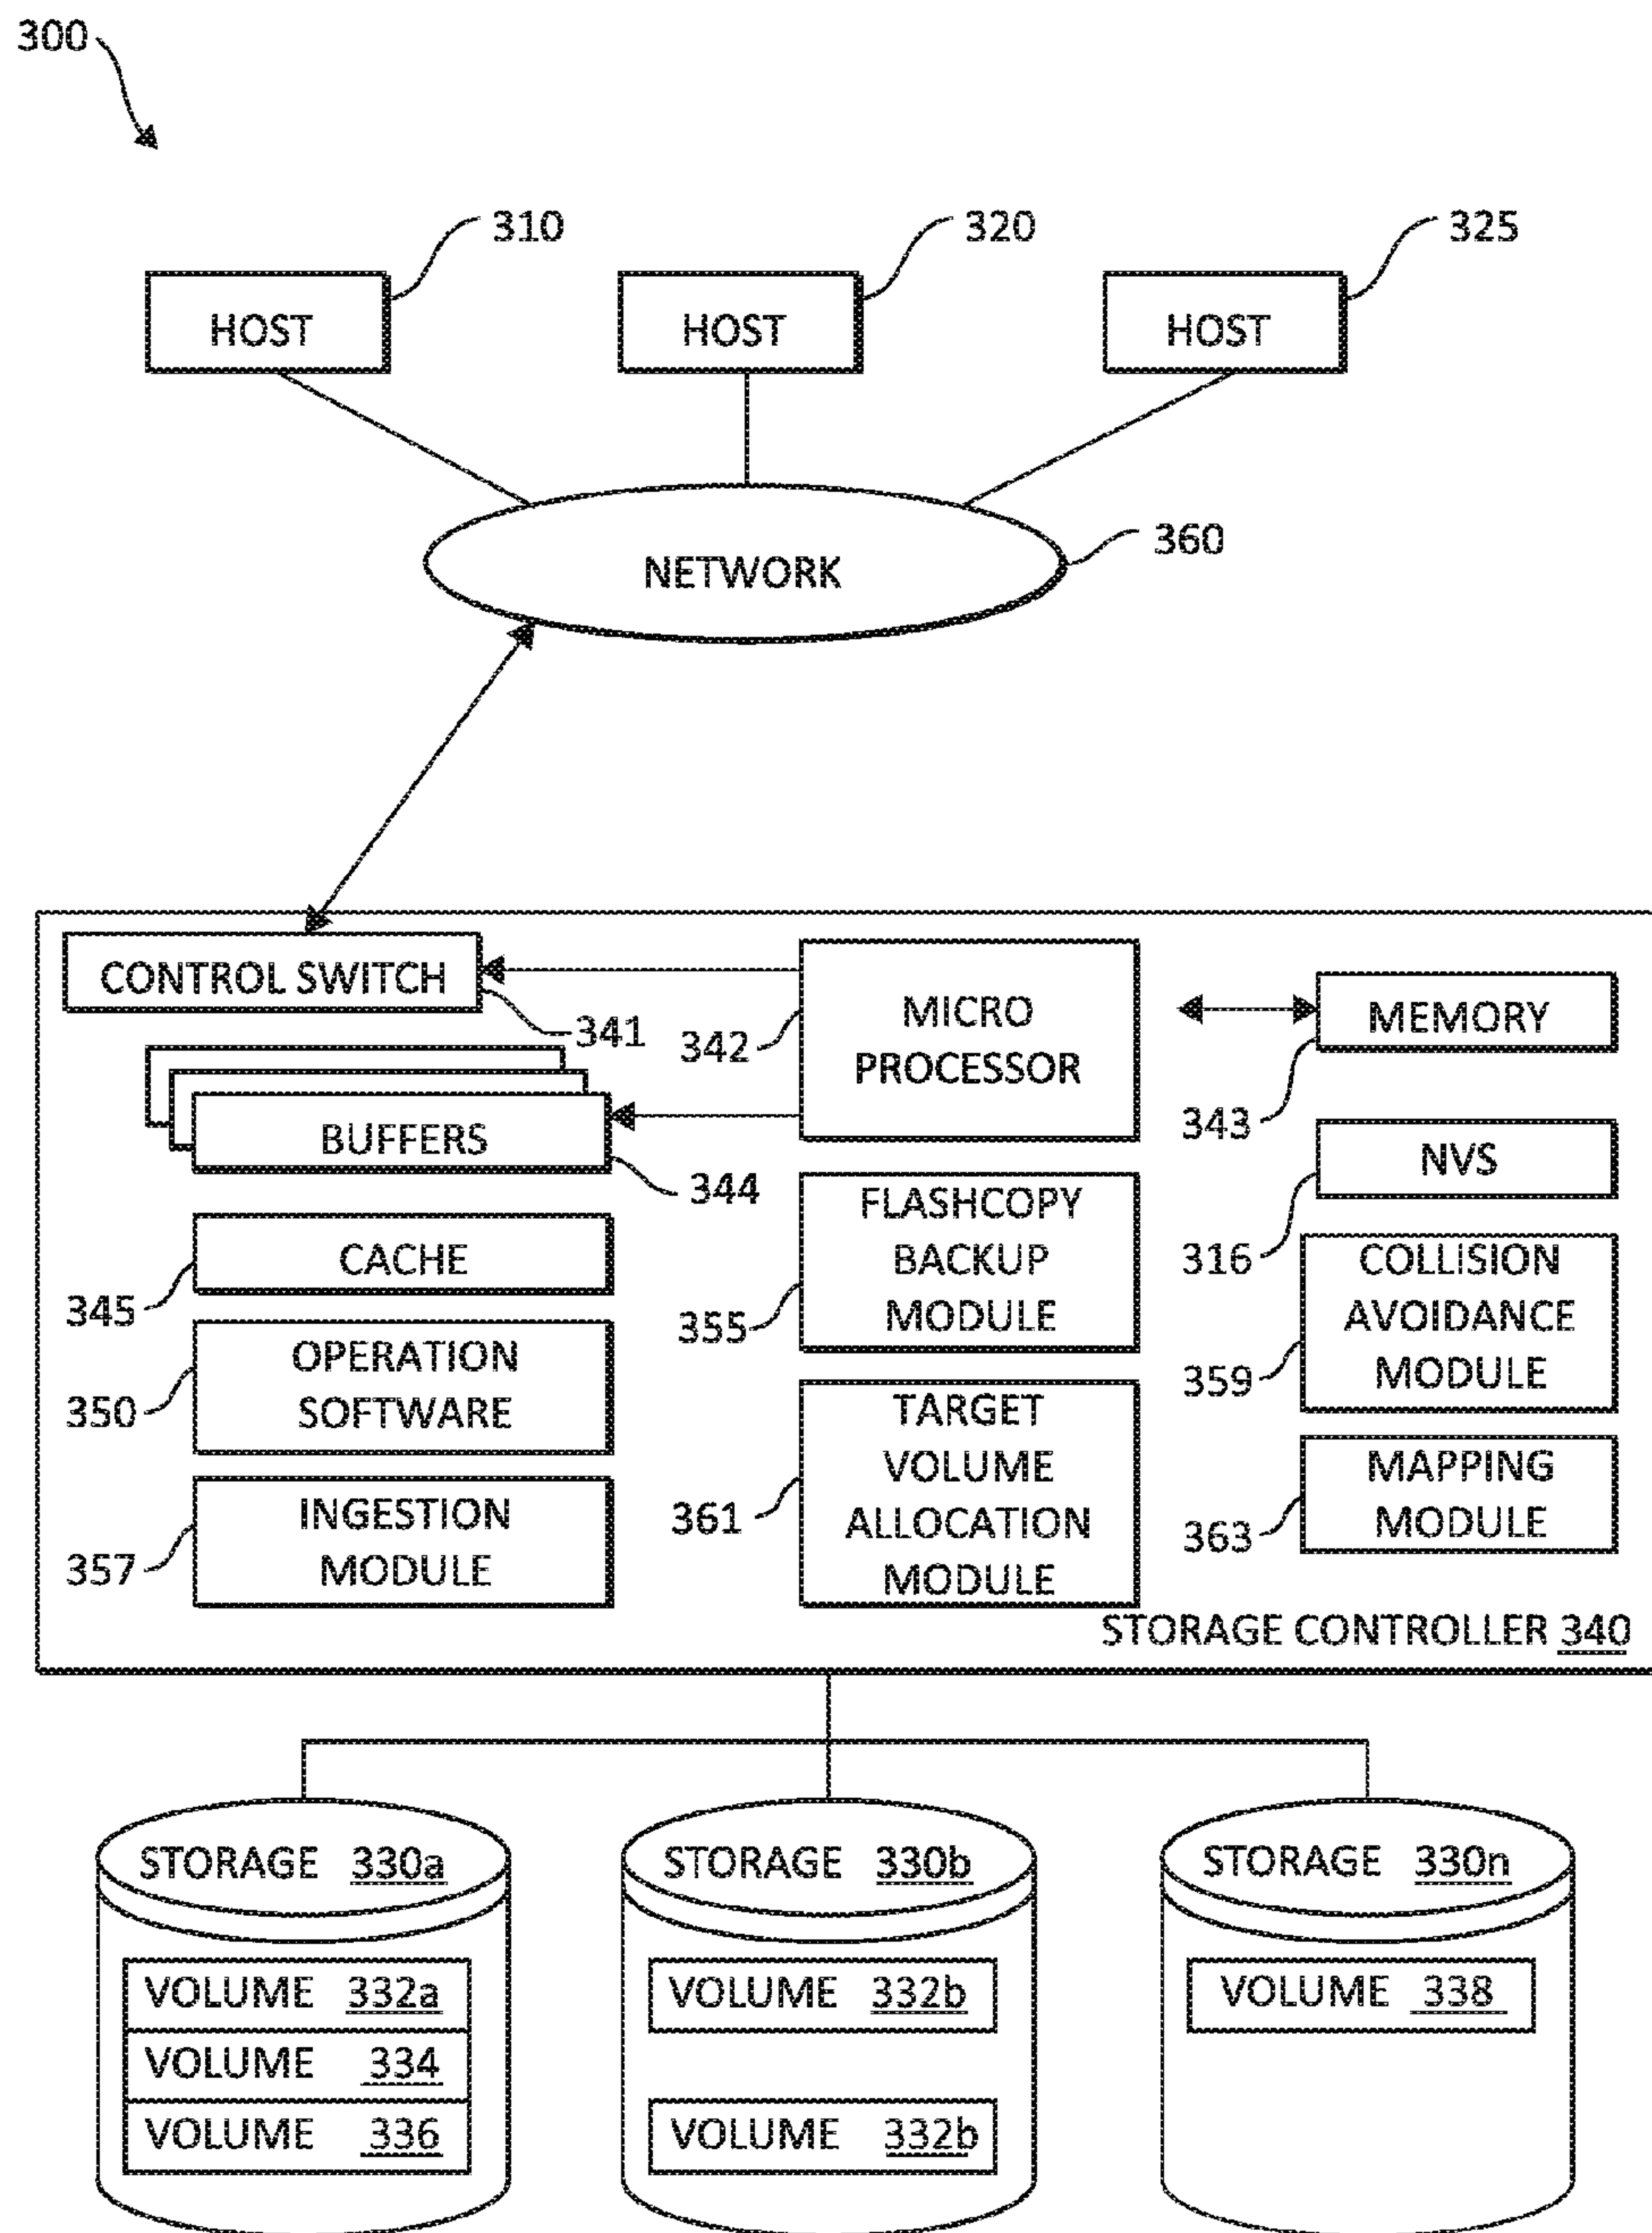 300
310
320
325
HOST
HOST
HOST
360
NETWORK
CONTROL SWITCH
341
342
MICRO
PROCESSOR
MEMORY
343
BUFFERS
344
NVS
316
CACHE
345
FLASHCOPY
BACKUP
MODULE
355
COLLISION
AVOIDANCE
MODULE
359
OPERATION
SOFTWARE
350
TARGET
VOLUME
ALLOCATION
MODULE
361
MAPPING
MODULE
363
INGESTION
MODULE
357
STORAGE CONTROLLER 340
STORAGE 330a
STORAGE 330b
STORAGE 330n
VOLUME 332a
VOLUME 334
VOLUME 336
VOLUME 332b
VOLUME 332b
VOLUME 338